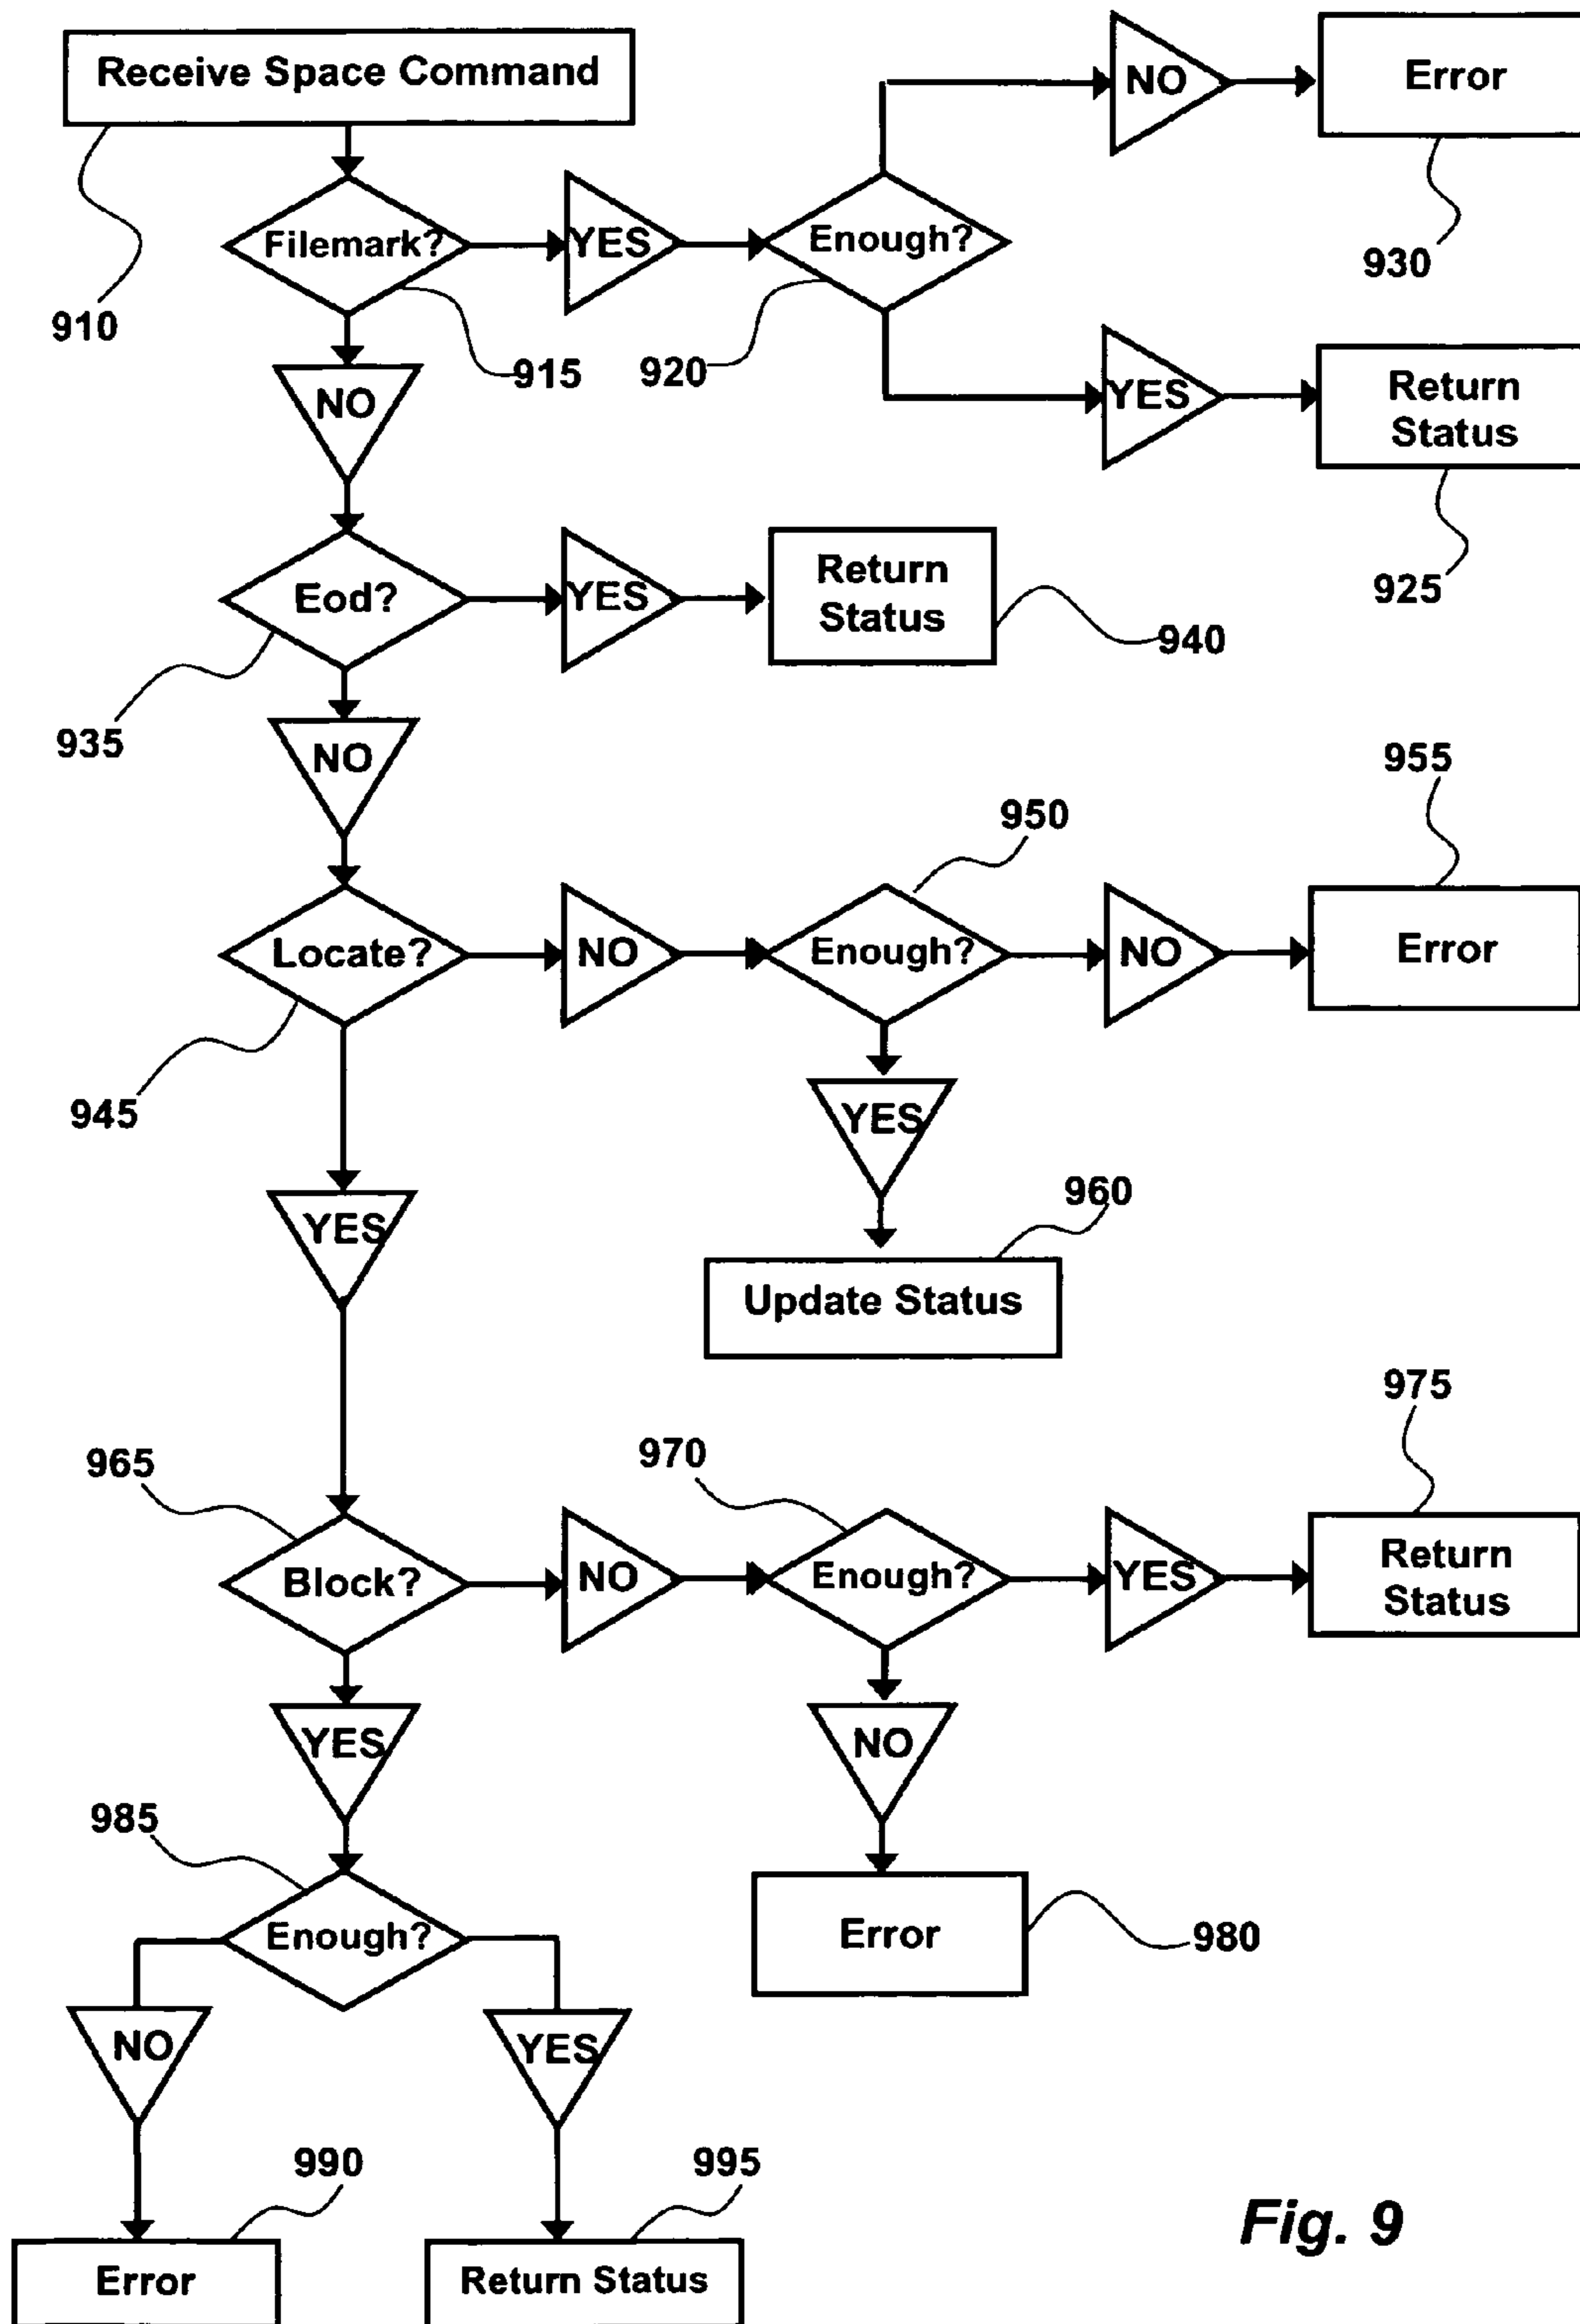 Receive Space Command
NO
Error
Filemark?
YES
Enough?
930
910
915
920
NO
YES
Return
Status
925
Eod?
YES
Return
Status
940
935
NO
955
950
Locate?
NO
Enough?
NO
Error
945
YES
960
YES
Update Status
975
965
970
Block?
NO
Enough?
YES
Return
Status
YES
NO
985
Enough?
Error
980
NO
YES
990
995
Error
Return Status
Fig. 9